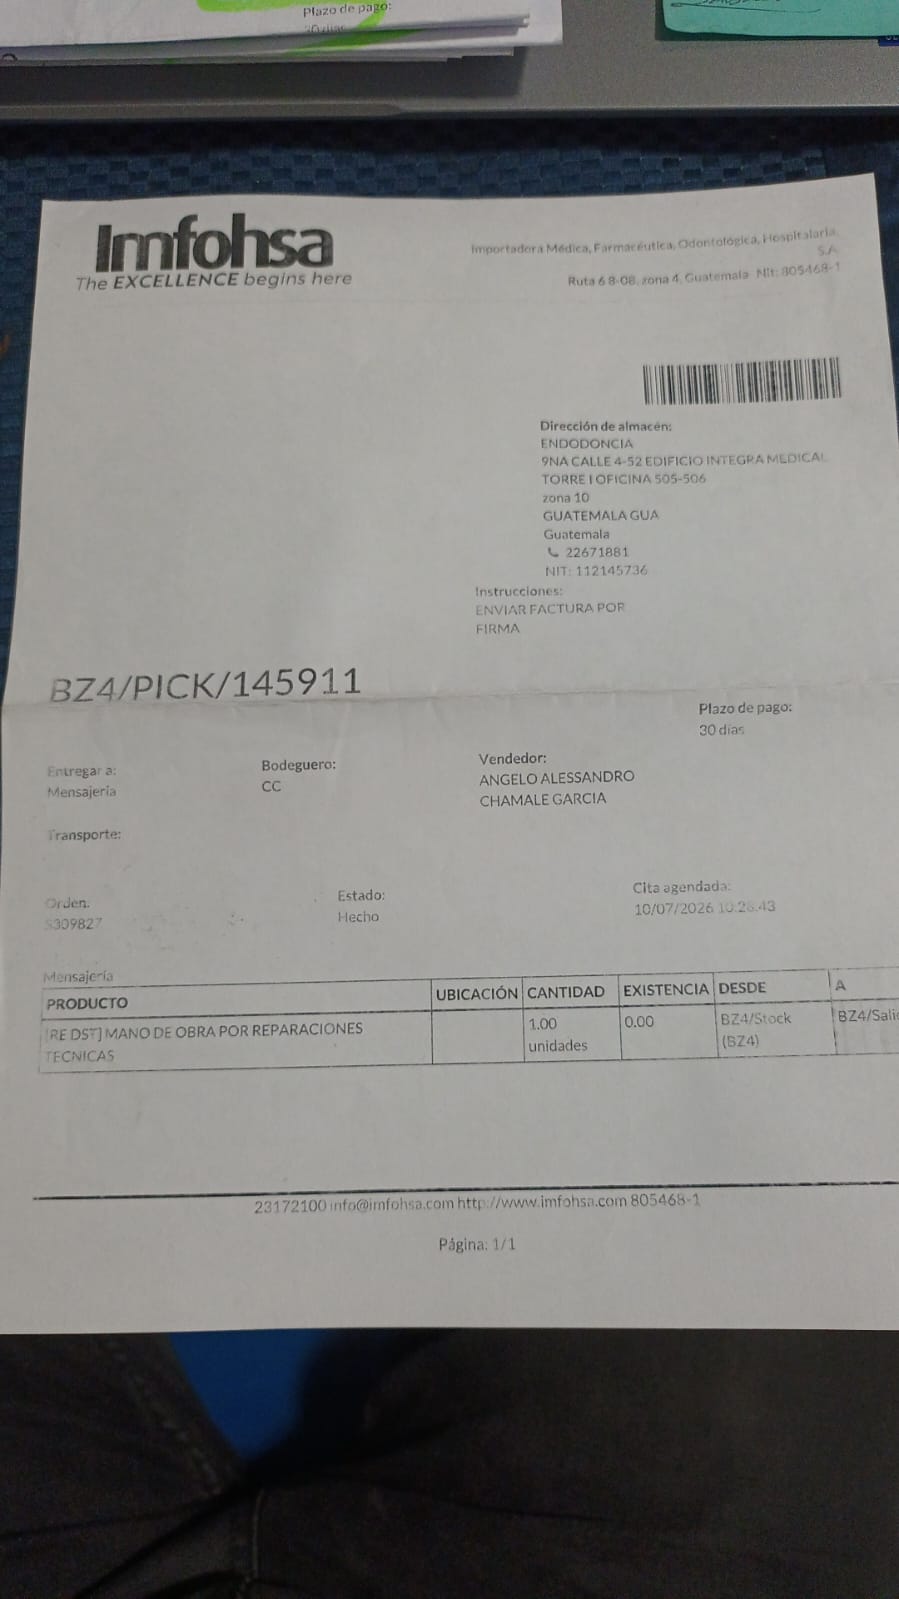 Plazo de pago:
30 días
Imfohsa
The EXCELLENCE begins here
Importadora Médica, Farmacéutica, Odontológica, Hospitalaria,
S.A.
Ruta 6 8-08, zona 4, Guatemala Nit: 805468-1
Dirección de almacén:
ENDODONCIA
9NA CALLE 4-52 EDIFICIO INTEGRA MEDICAL
TORRE I OFICINA 505-506
zona 10
GUATEMALA GUA
Guatemala
22671881
NIT: 112145736
Instrucciones:
ENVIAR FACTURA POR
FIRMA
BZ4/PICK/145911
Plazo de pago:
30 días
Entregar a:
Mensajería
Bodeguero:
CC
Vendedor:
ANGELO ALESSANDRO
CHAMALE GARCIA
Transporte:
Orden:
S309827
Estado:
Hecho
Cita agendada:
10/07/2026 10:28:43
Mensajería
PRODUCTO UBICACIÓN CANTIDAD EXISTENCIA DESDE A
[RE DST] MANO DE OBRA POR REPARACIONES
TECNICAS
1.00
unidades
0.00
BZ4/Stock
(BZ4)
BZ4/Salid
23172100 info@imfohsa.com http://www.imfohsa.com 805468-1
Página: 1/1